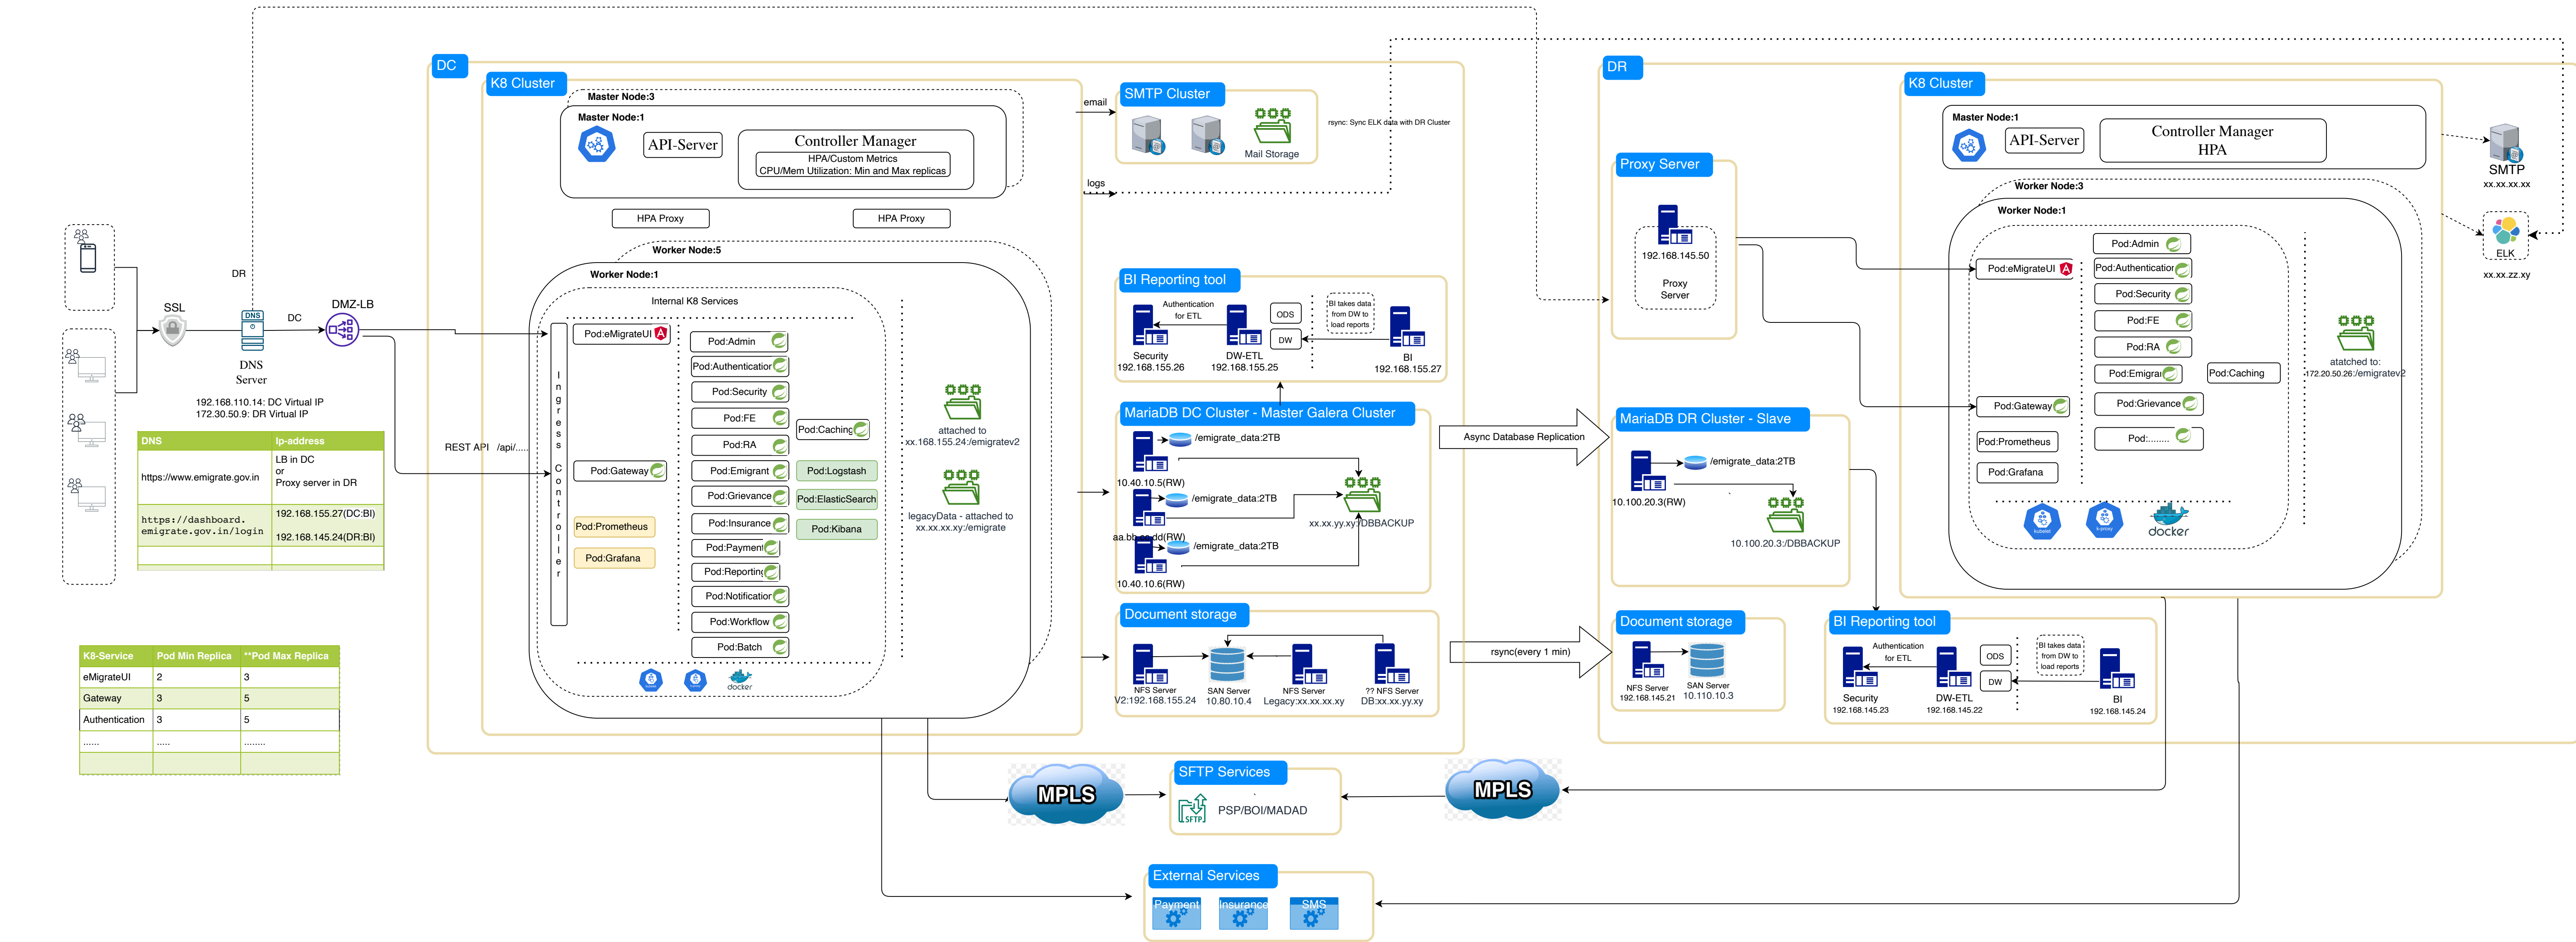 DC
K8 Cluster
Master Node:3
Master Node:1
API-Server
Controller Manager
HPA/Custom Metrics
CPU/Mem Utilization: Min and Max replicas
HPA Proxy
HPA Proxy
email
logs
SMTP Cluster
Mail Storage
rsync: Sync ELK data with DR Cluster
SSL
DR
DC
DNS
DNS
Server
DMZ-LB
192.168.110.14: DC Virtual IP
172.30.50.9: DR Virtual IP
DNS
Ip-address
https://www.emigrate.gov.in
LB in DC
or
Proxy server in DR
https://dashboard.
emigrate.gov.in/login
192.168.155.27(DC:BI)
192.168.145.24(DR:BI)
REST API /api/.....
K8-Service
Pod Min Replica
**Pod Max Replica
eMigrateUI
2
3
Gateway
3
5
Authentication
3
5
......
.....
........
Worker Node:5
Worker Node:1
Internal K8 Services
Ingress Controller
Pod:eMigrateUI
Pod:Gateway
Pod:Prometheus
Pod:Grafana
Pod:Admin
Pod:Authentication
Pod:Security
Pod:FE
Pod:RA
Pod:Emigrant
Pod:Grievance
Pod:Insurance
Pod:Payment
Pod:Reporting
Pod:Notification
Pod:Workflow
Pod:Batch
Pod:Caching
Pod:Logstash
Pod:ElasticSearch
Pod:Kibana
docker
attached to
xx.168.155.24:/emigratev2
legacyData - attached to
xx.xx.xx.xy:/emigrate
BI Reporting tool
Authentication
for ETL
Security
192.168.155.26
DW-ETL
192.168.155.25
ODS
DW
BI takes data
from DW to
load reports
BI
192.168.155.27
MariaDB DC Cluster - Master Galera Cluster
/emigrate_data:2TB
10.40.10.5(RW)
/emigrate_data:2TB
aa.bb.cc.dd(RW)
/emigrate_data:2TB
10.40.10.6(RW)
xx.xx.yy.xy:/DBBACKUP
Document storage
NFS Server
V2:192.168.155.24
SAN Server
10.80.10.4
NFS Server
Legacy:xx.xx.xx.xy
?? NFS Server
DB:xx.xx.yy.xy
Async Database Replication
rsync(every 1 min)
DR
Proxy Server
192.168.145.50
Proxy
Server
MariaDB DR Cluster - Slave
/emigrate_data:2TB
10.100.20.3(RW)
10.100.20.3:/DBBACKUP
Document storage
NFS Server
192.168.145.21
SAN Server
10.110.10.3
BI Reporting tool
Authentication
for ETL
Security
192.168.145.23
DW-ETL
192.168.145.22
ODS
DW
BI takes data
from DW to
load reports
BI
192.168.145.24
K8 Cluster
Master Node:1
API-Server
Controller Manager
HPA
Worker Node:3
Worker Node:1
Pod:eMigrateUI
Pod:Gateway
Pod:Prometheus
Pod:Grafana
Pod:Admin
Pod:Authentication
Pod:Security
Pod:FE
Pod:RA
Pod:Emigra
Pod:Grievance
Pod:........
Pod:Caching
kubelet
k-proxy
docker
atatched to:
172.20.50.26:/emigratev2
SMTP
xx.xx.xx.xx
ELK
xx.xx.zz.xy
MPLS
SFTP Services
SFTP
PSP/BOI/MADAD
MPLS
External Services
Payment
Insurance
SMS